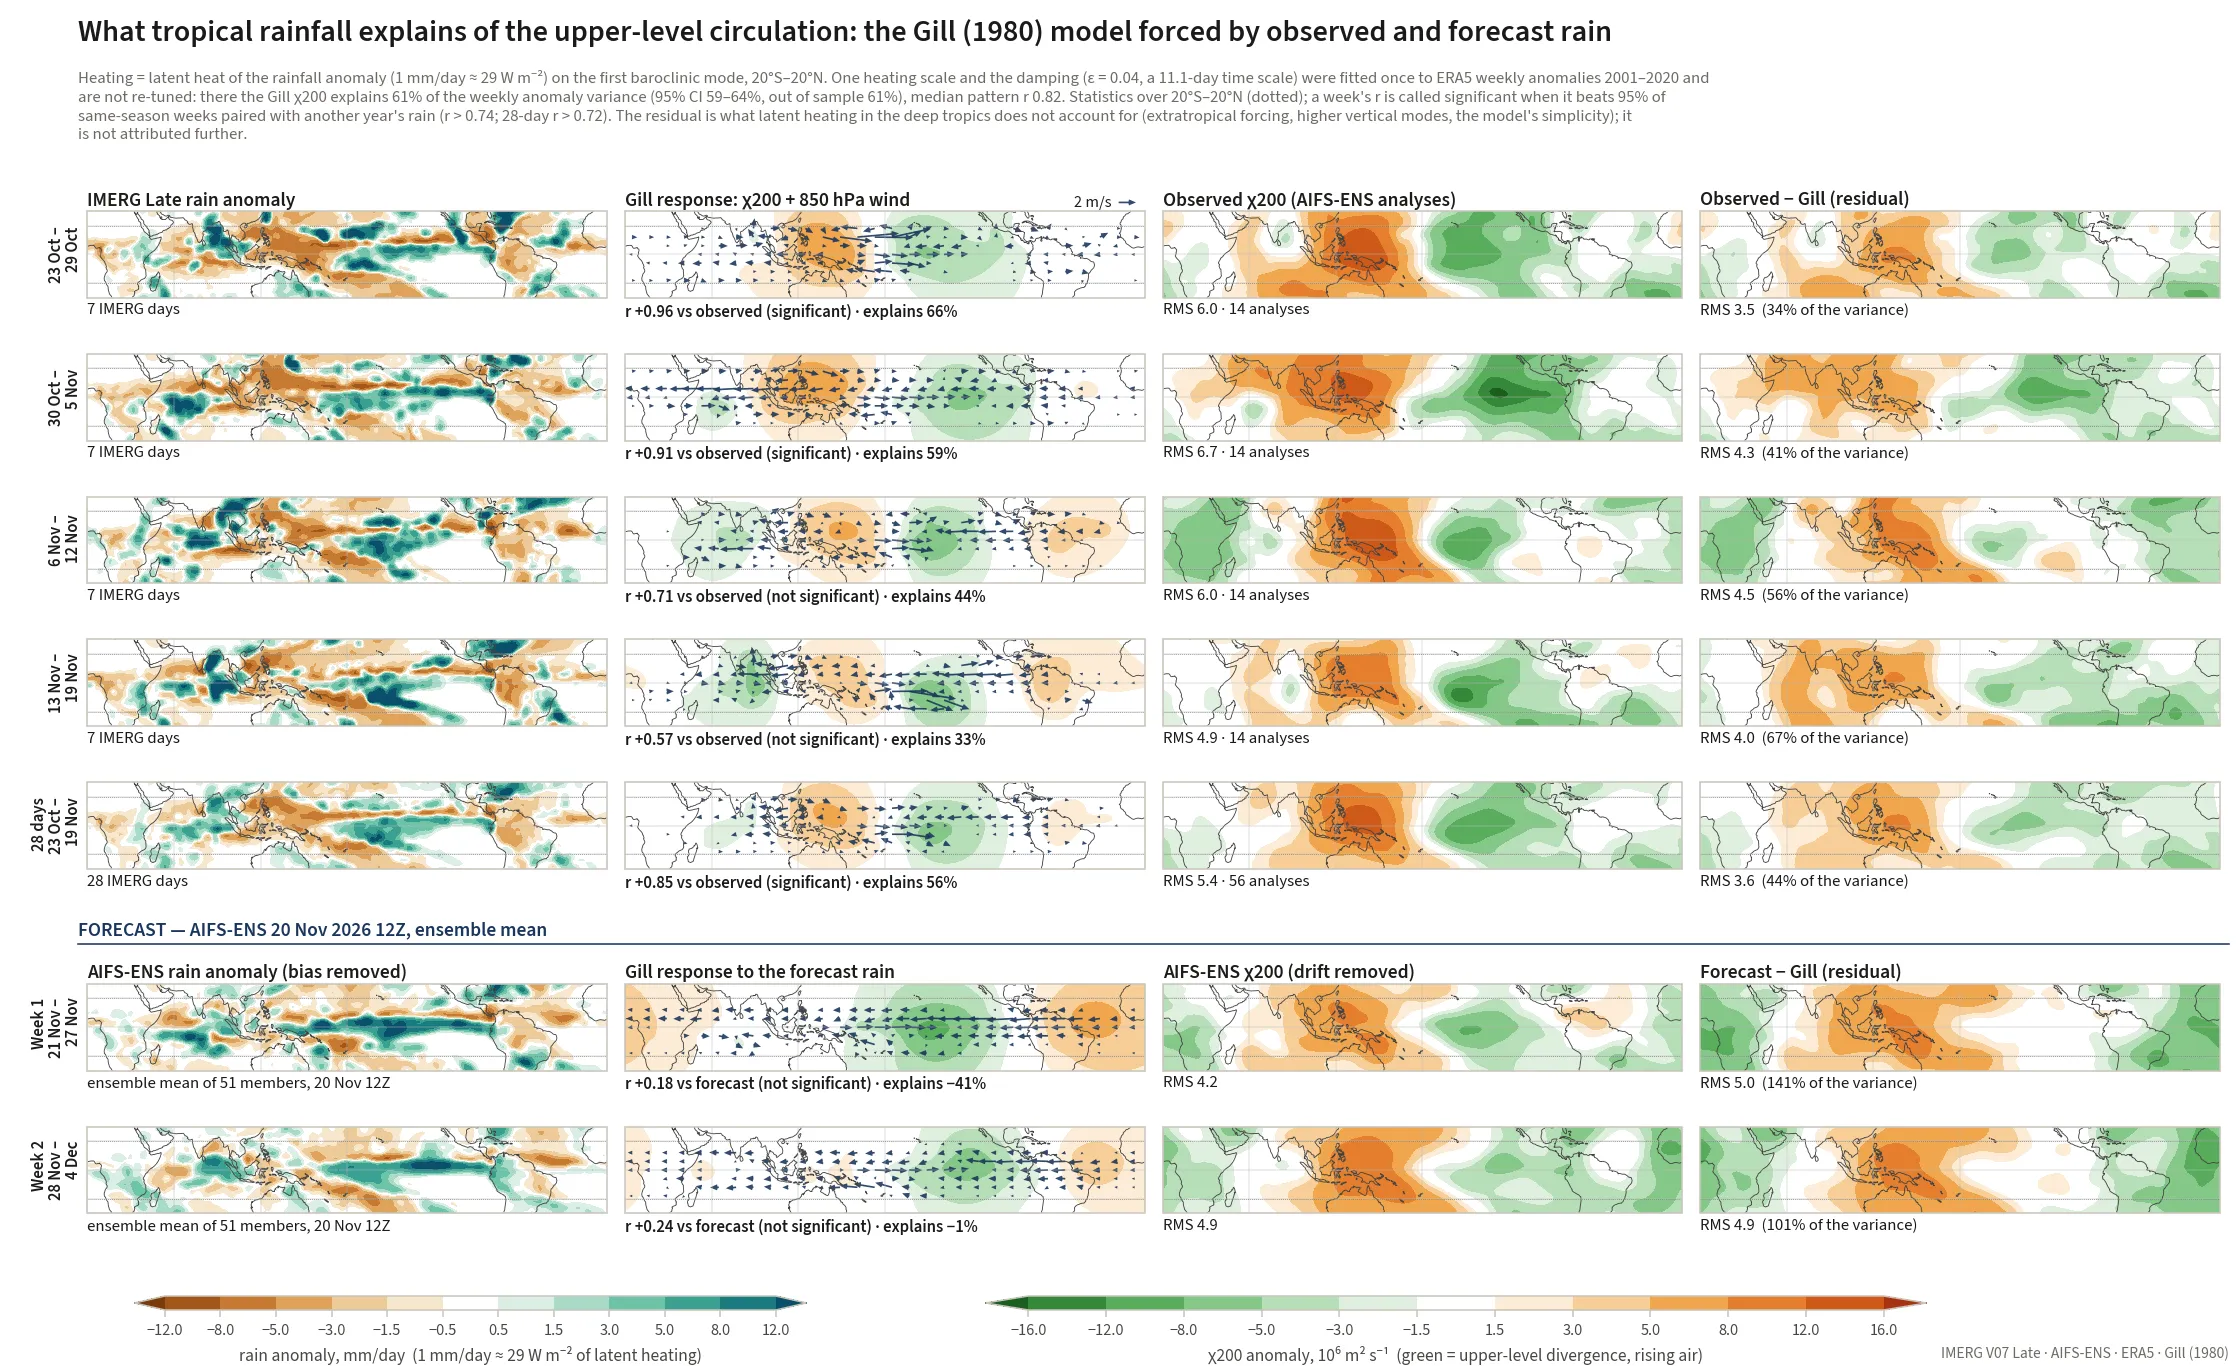 What tropical rainfall explains of the upper-level circulation: the Gill (1980) model forced by observed and forecast rain
Heating = latent heat of the rainfall anomaly (1 mm/day ≈ 29 W m⁻²) on the first baroclinic mode, 20°S–20°N. One heating scale and the damping (ε = 0.04, a 11.1-day time scale) were fitted once to ERA5 weekly anomalies 2001–2020 and
are not re-tuned: there the Gill χ200 explains 61% of the weekly anomaly variance (95% CI 59–64%, out of sample 61%), median pattern r 0.82. Statistics over 20°S–20°N (dotted); a week's r is called significant when it beats 95% of
same-season weeks paired with another year's rain (r > 0.74; 28-day r > 0.72). The residual is what latent heating in the deep tropics does not account for (extratropical forcing, higher vertical modes, the model's simplicity); it
is not attributed further.
IMERG Late rain anomaly
Gill response: χ200 + 850 hPa wind
2 m/s
Observed χ200 (AIFS-ENS analyses)
Observed − Gill (residual)
23 Oct –
29 Oct
7 IMERG days
r +0.96 vs observed (significant) · explains 66%
RMS 6.0 · 14 analyses
RMS 3.5 (34% of the variance)
30 Oct –
5 Nov
7 IMERG days
r +0.91 vs observed (significant) · explains 59%
RMS 6.7 · 14 analyses
RMS 4.3 (41% of the variance)
6 Nov –
12 Nov
7 IMERG days
r +0.71 vs observed (not significant) · explains 44%
RMS 6.0 · 14 analyses
RMS 4.5 (56% of the variance)
13 Nov –
19 Nov
7 IMERG days
r +0.57 vs observed (not significant) · explains 33%
RMS 4.9 · 14 analyses
RMS 4.0 (67% of the variance)
28 days
23 Oct –
19 Nov
28 IMERG days
r +0.85 vs observed (significant) · explains 56%
RMS 5.4 · 56 analyses
RMS 3.6 (44% of the variance)
FORECAST — AIFS-ENS 20 Nov 2026 12Z, ensemble mean
AIFS-ENS rain anomaly (bias removed)
Gill response to the forecast rain
AIFS-ENS χ200 (drift removed)
Forecast − Gill (residual)
Week 1
21 Nov –
27 Nov
ensemble mean of 51 members, 20 Nov 12Z
r +0.18 vs forecast (not significant) · explains −41%
RMS 4.2
RMS 5.0 (141% of the variance)
Week 2
28 Nov –
4 Dec
ensemble mean of 51 members, 20 Nov 12Z
r +0.24 vs forecast (not significant) · explains −1%
RMS 4.9
RMS 4.9 (101% of the variance)
−12.0 −8.0 −5.0 −3.0 −1.5 −0.5 0.5 1.5 3.0 5.0 8.0 12.0
rain anomaly, mm/day (1 mm/day ≈ 29 W m⁻² of latent heating)
−16.0 −12.0 −8.0 −5.0 −3.0 −1.5 1.5 3.0 5.0 8.0 12.0 16.0
χ200 anomaly, 10⁶ m² s⁻¹ (green = upper-level divergence, rising air)
IMERG V07 Late · AIFS-ENS · ERA5 · Gill (1980)